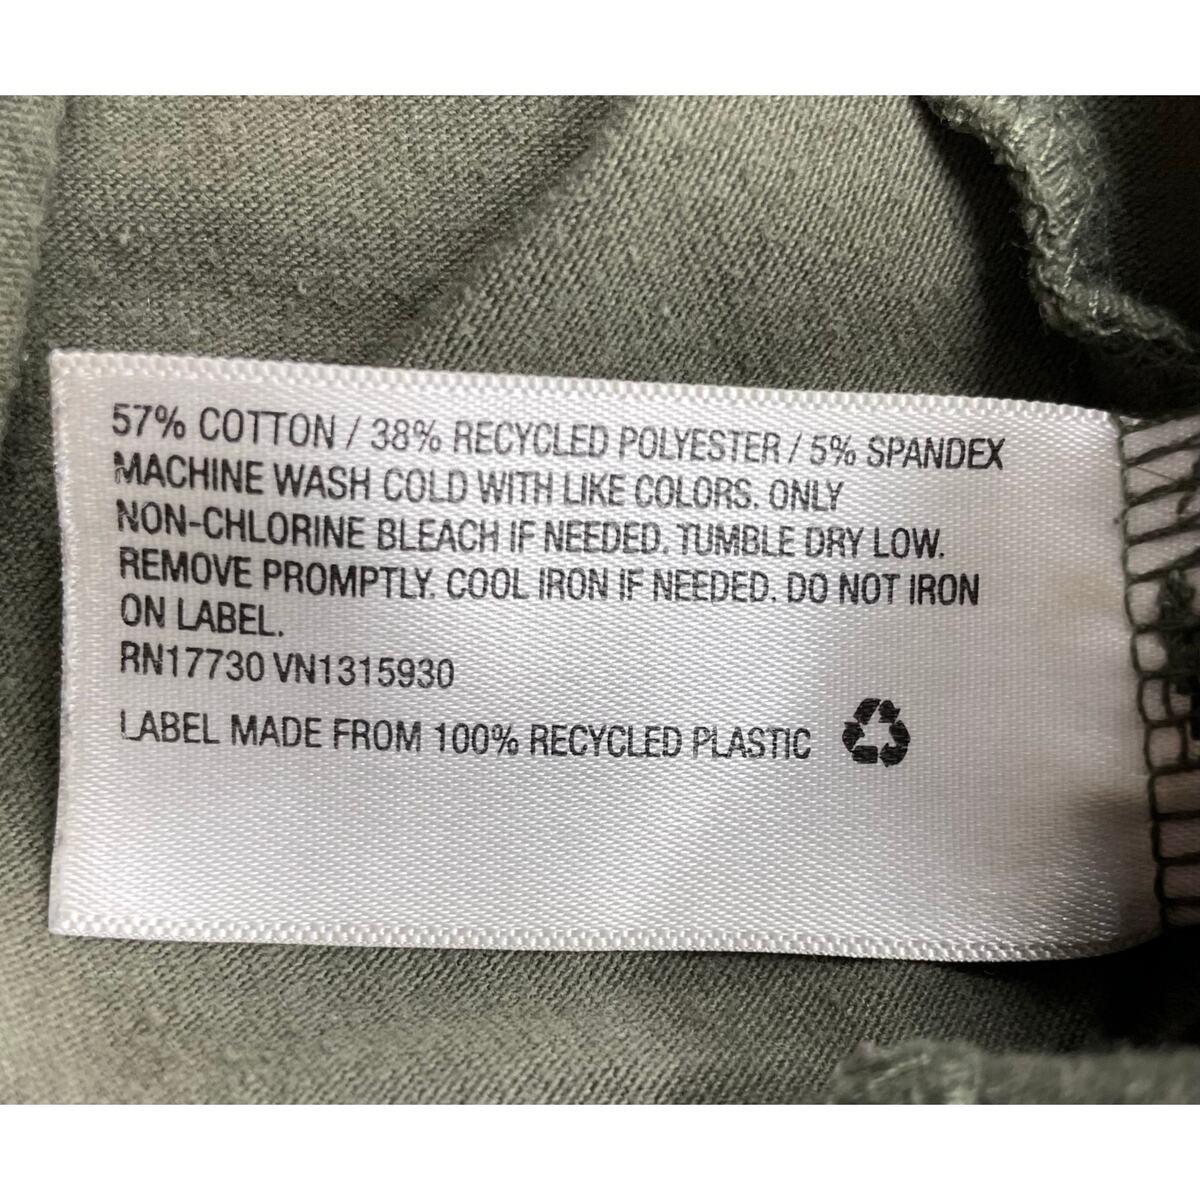 57% COTTON / 38% RECYCLED POLYESTER / 5% SPANDEX
MACHINE WASH COLD WITH LIKE COLORS. ONLY
NON-CHLORINE BLEACH IF NEEDED. TUMBLE DRY LOW.
REMOVE PROMPTLY. COOL IRON IF NEEDED. DO NOT IRON
ON LABEL.
RN17730 VN1315930
LABEL MADE FROM 100% RECYCLED PLASTIC